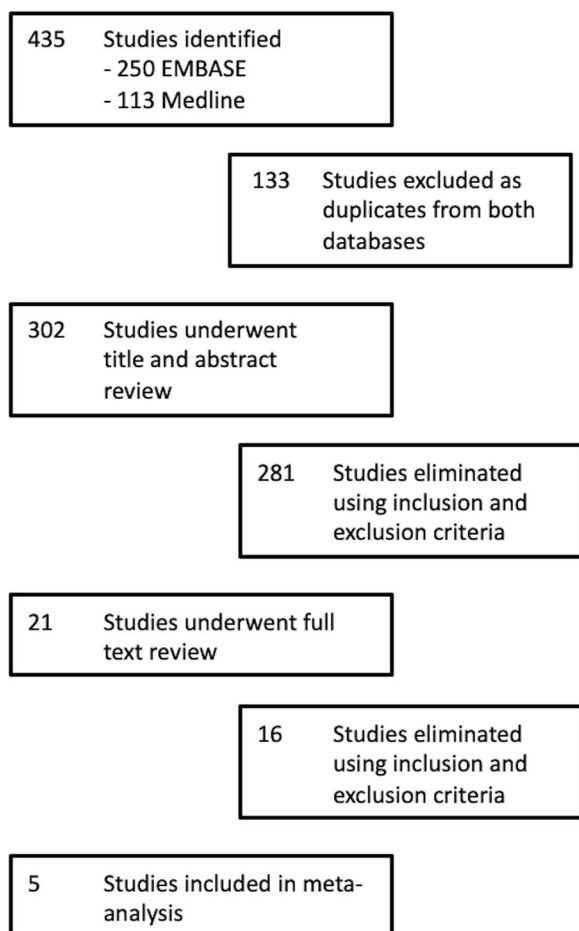 435 Studies identified
- 250 EMBASE
- 113 Medline
133 Studies excluded as
duplicates from both
databases
302 Studies underwent
title and abstract
review
281 Studies eliminated
using inclusion and
exclusion criteria
21 Studies underwent full
text review
16 Studies eliminated
using inclusion and
exclusion criteria
5 Studies included in meta-
analysis